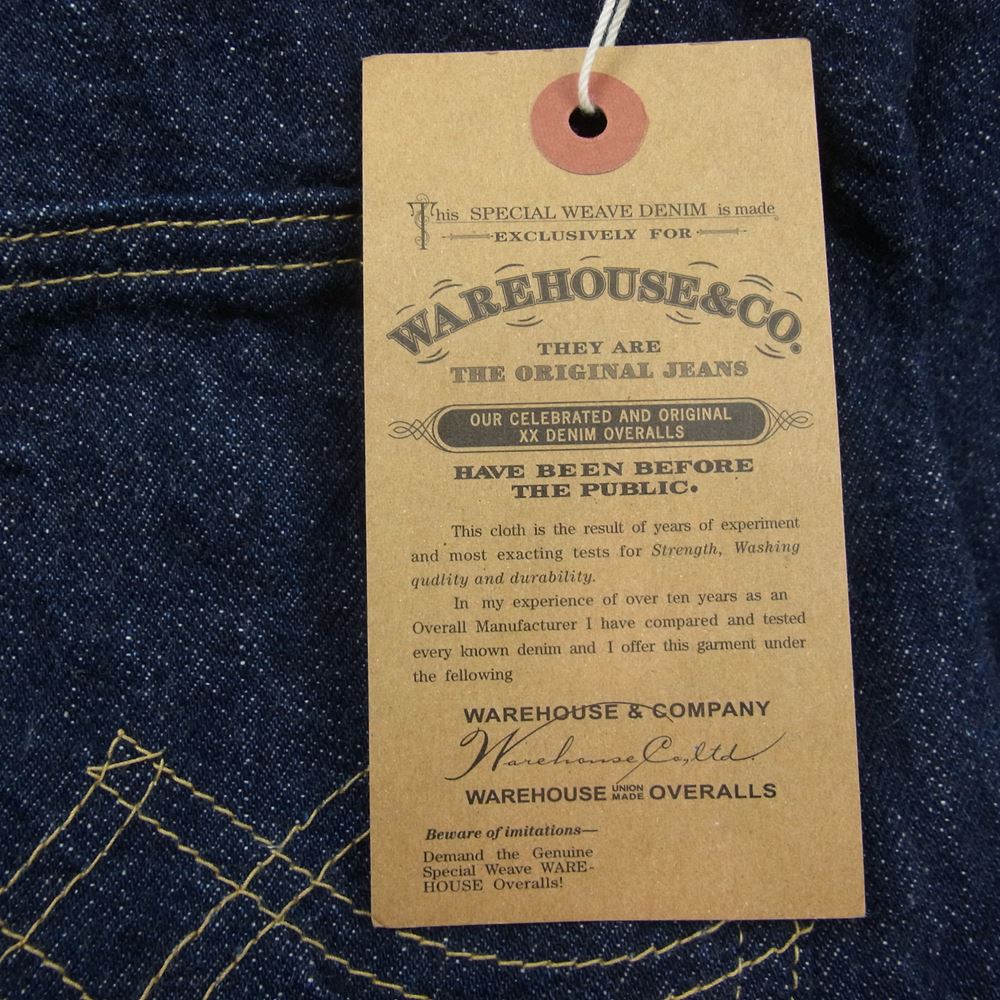 This SPECIAL WEAVE DENIM is made
EXCLUSIVELY FOR
WAREHOUSE & CO.
THEY ARE
THE ORIGINAL JEANS
OUR CELEBRATED AND ORIGINAL
XX DENIM OVERALLS
HAVE BEEN BEFORE
THE PUBLIC.
This cloth is the result of years of experiment
and most exacting tests for Strength, Washing
qudlity and durability.
In my experience of over ten years as an
Overall Manufacturer I have compared and tested
every known denim and I offer this garment under
the fellowing
WAREHOUSE & COMPANY
Warehouse Co,ltd.
WAREHOUSE UNION MADE OVERALLS
Beware of imitations—
Demand the Genuine
Special Weave WARE-
HOUSE Overalls!